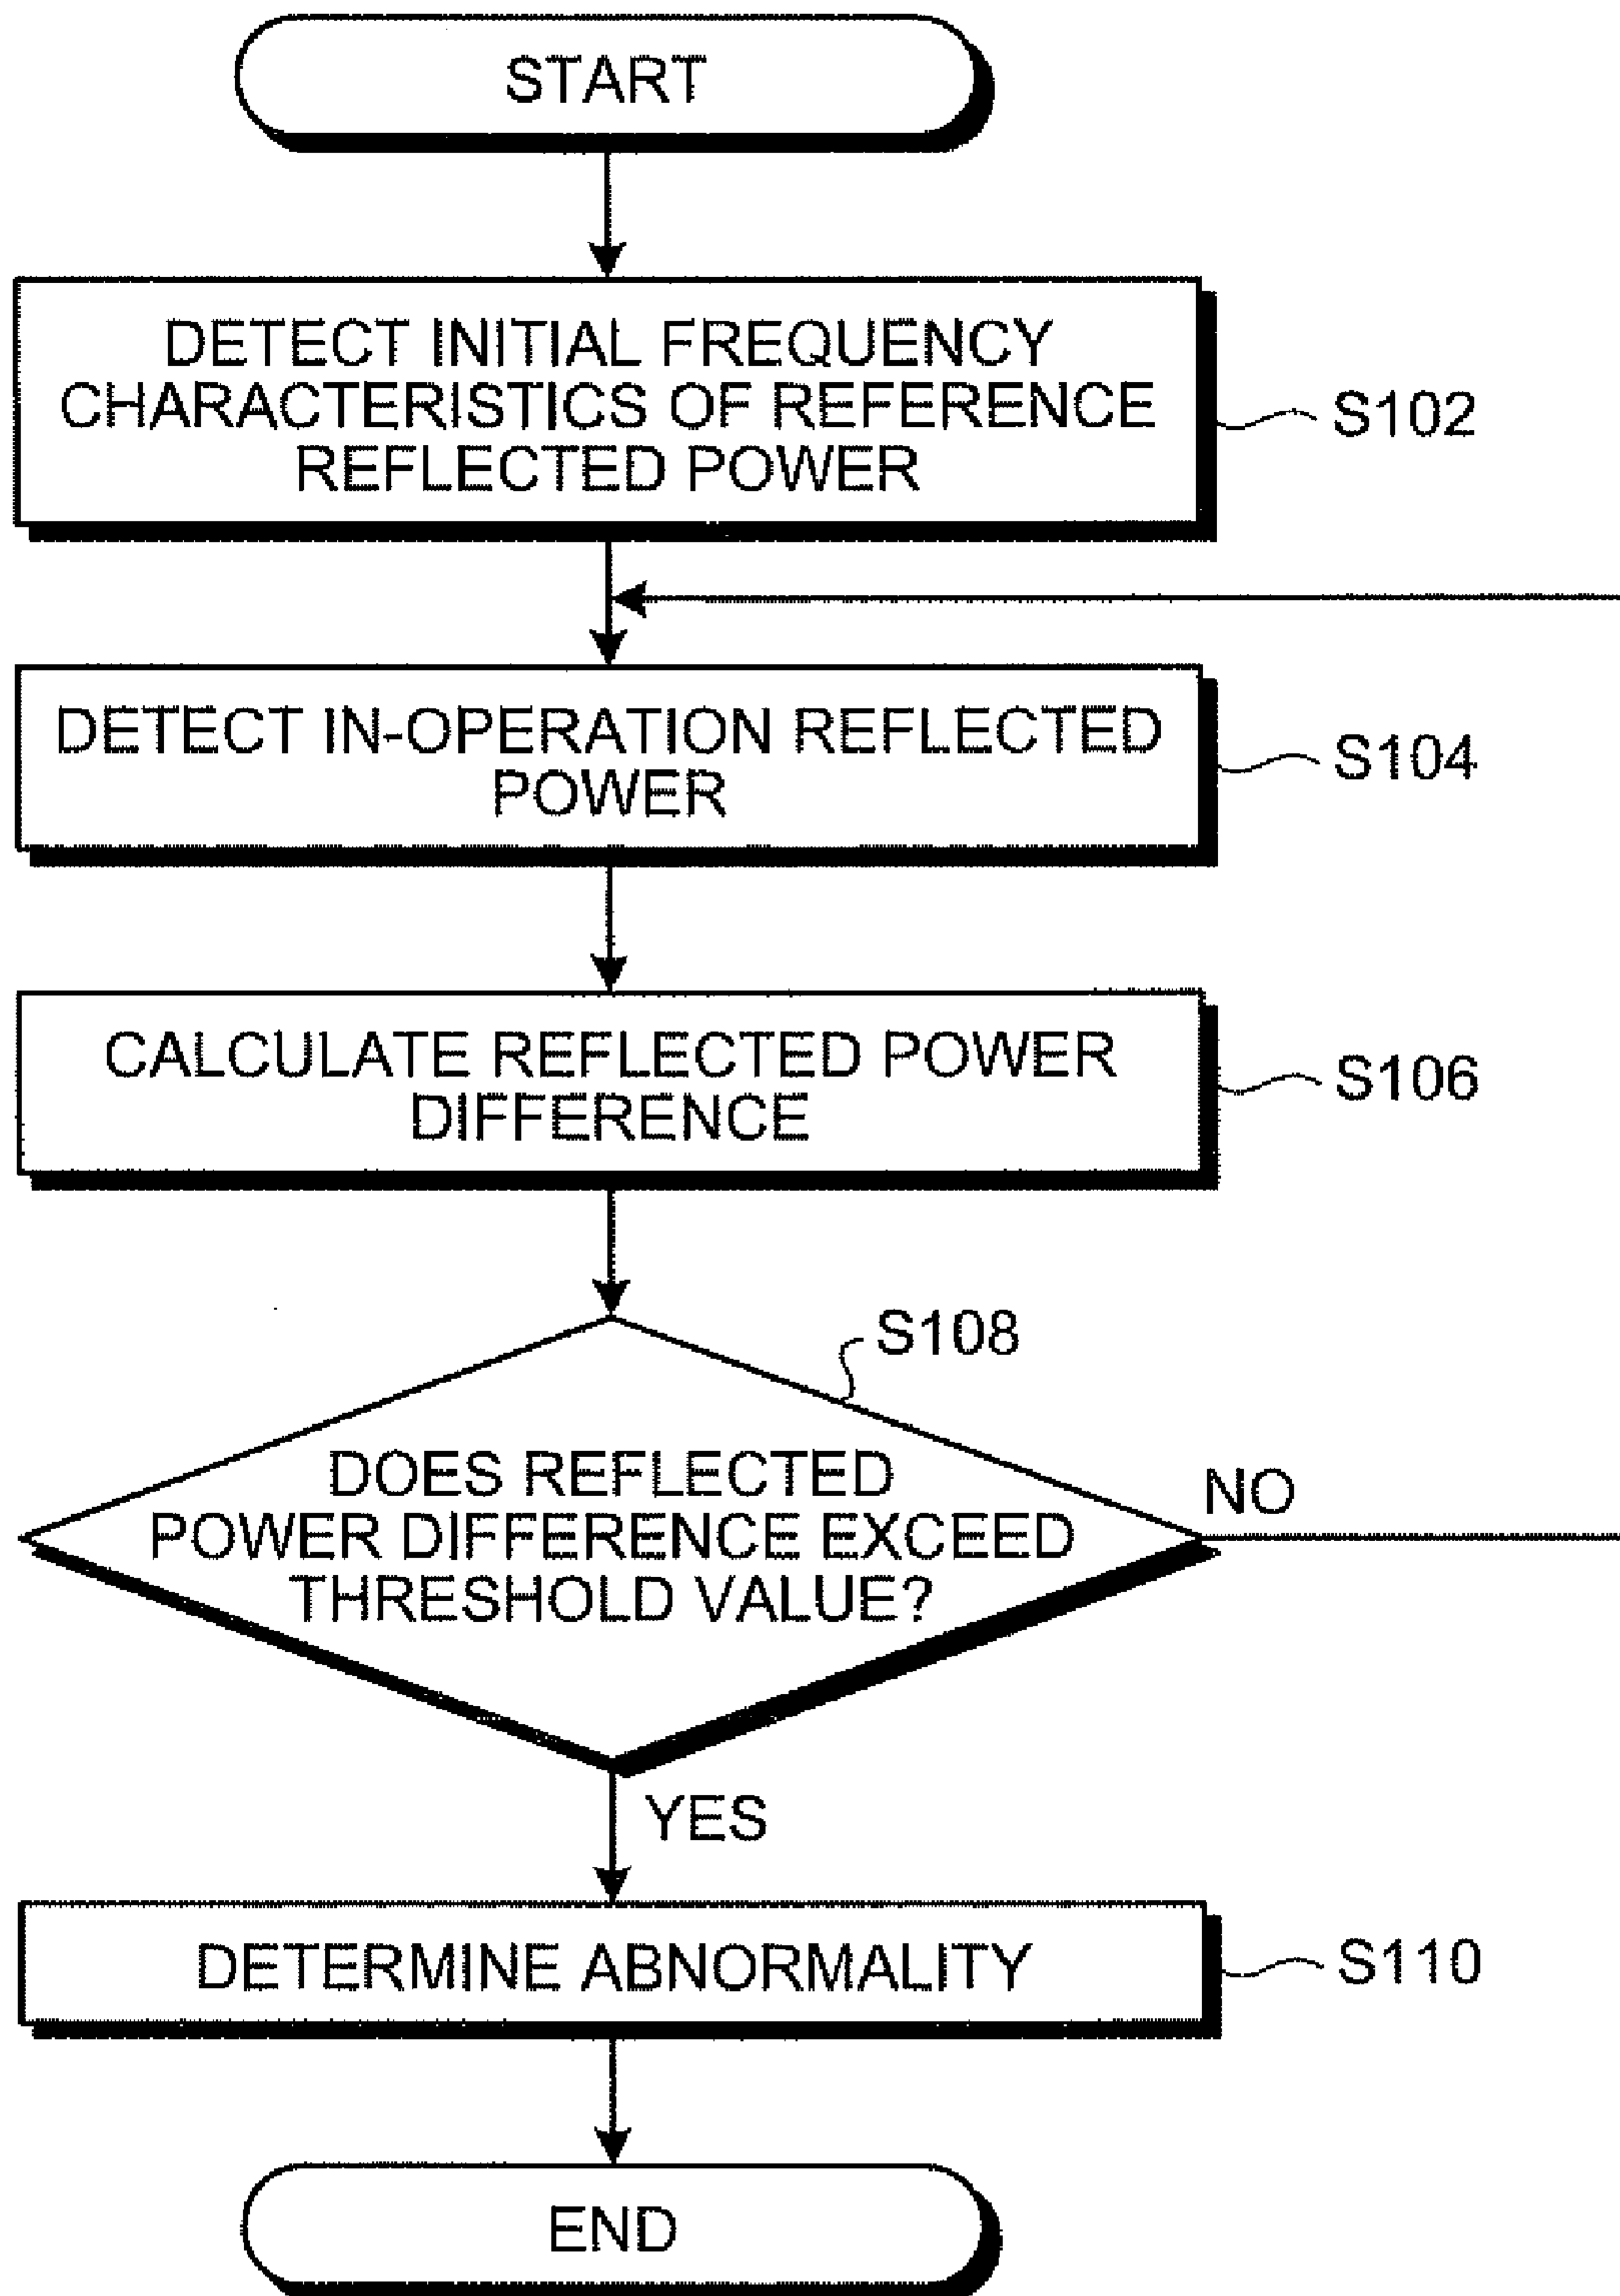 START
DETECT INITIAL FREQUENCY
CHARACTERISTICS OF REFERENCE
REFLECTED POWER
S102
DETECT IN-OPERATION REFLECTED
POWER
S104
CALCULATE REFLECTED POWER
DIFFERENCE
S106
S108
DOES REFLECTED
POWER DIFFERENCE EXCEED
THRESHOLD VALUE?
NO
YES
DETERMINE ABNORMALITY
S110
END